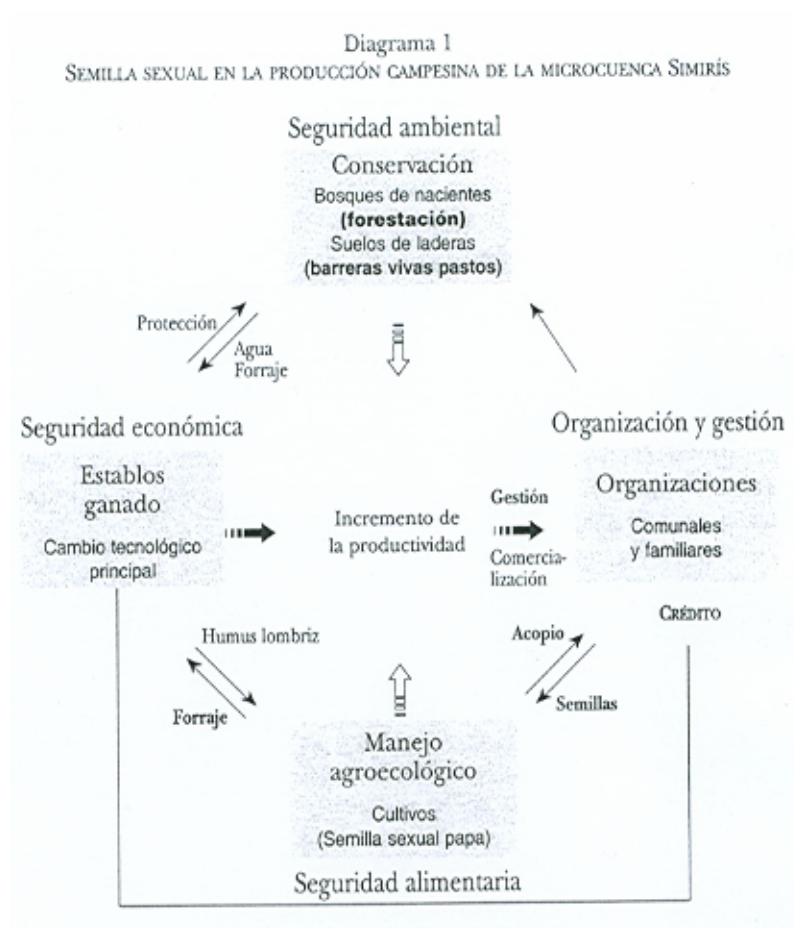 Diagrama 1
SEMILLA SEXUAL EN LA PRODUCCIÓN CAMPESINA DE LA MICROCUENCA SIMIRÍS
Seguridad ambiental
Conservación
Bosques de nacientes
(forestación)
Suelos de laderas
(barreras vivas pastos)
Protección
Agua
Forraje
Seguridad económica
Establos
ganado
Cambio tecnológico
principal
Incremento de
la productividad
Gestión
Comercia-
lización
Organización y gestión
Organizaciones
Comunales
y familiares
CRÉDITO
Humus lombriz
Forraje
Acopio
Semillas
Manejo
agroecológico
Cultivos
(Semilla sexual papa)
Seguridad alimentaria